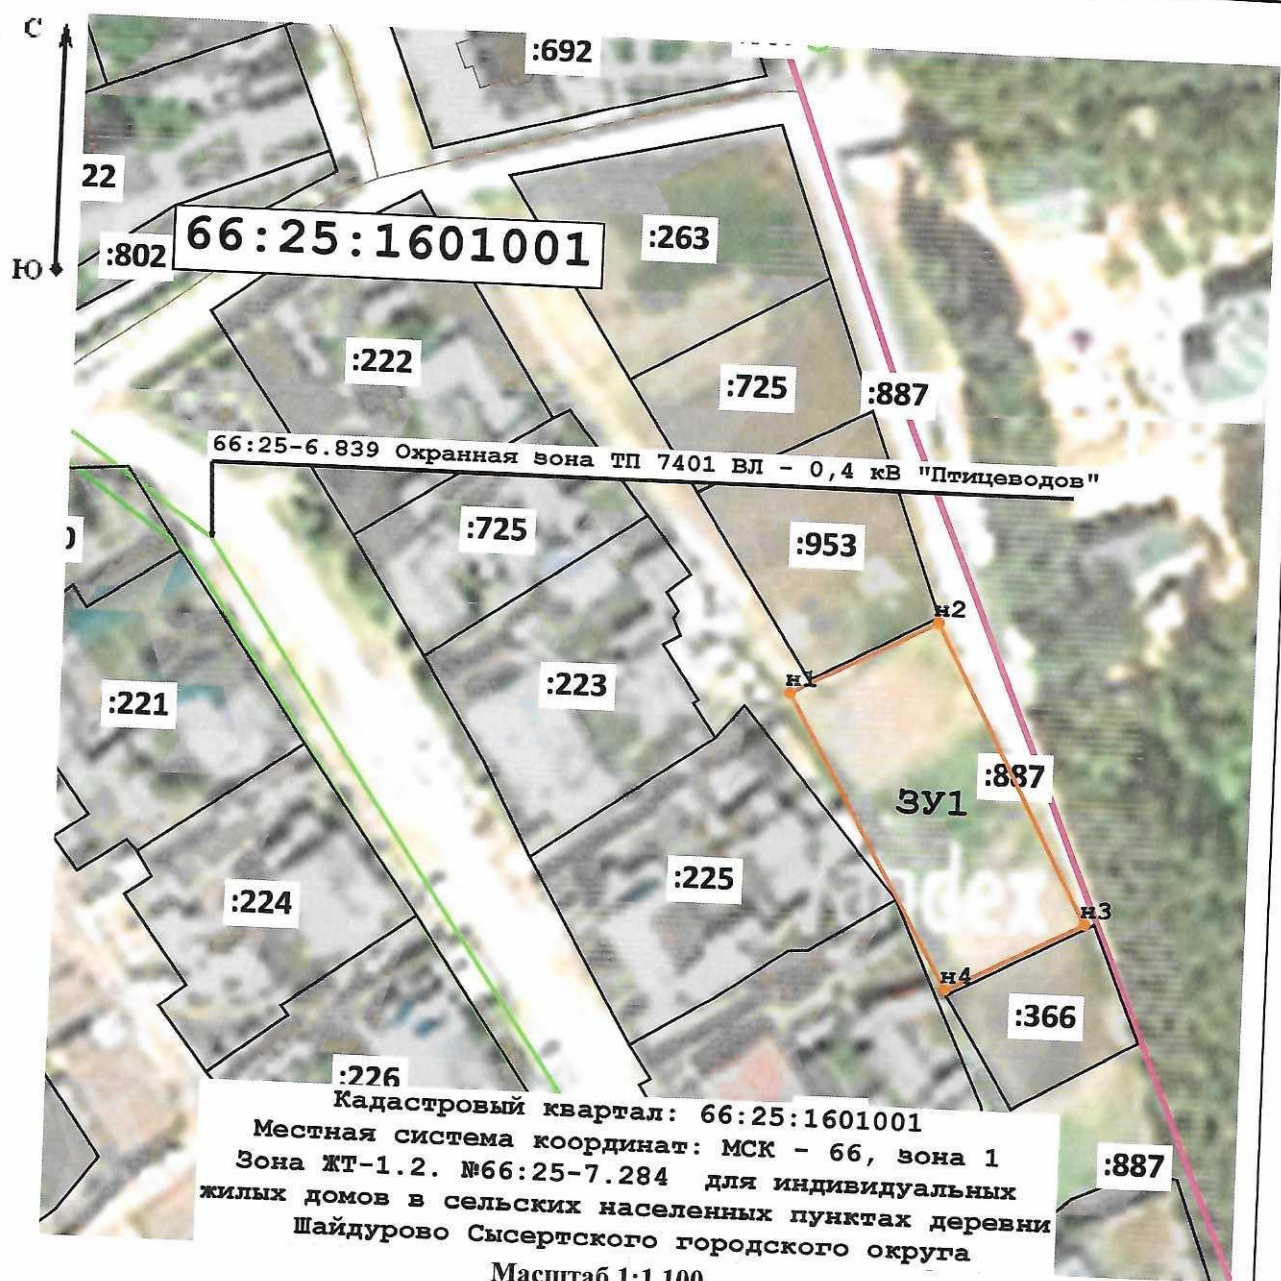 С
:692
22
:802
66:25:1601001
:263
Ю
:222
:725
:887
66:25-6.839 Охранная зона ТП 7401 ВЛ - 0,4 кВ "Птицеводов"
:725
:953
н2
:221
:223
н1
:887
ЗУ1
:224
:225
н3
н4
:366
:226
Кадастровый квартал: 66:25:1601001
Местная система координат: МСК - 66, зона 1
Зона ЖТ-1.2. №66:25-7.284 для индивидуальных
жилых домов в сельских населенных пунктах деревни
Шайдурово Сысертского городского округа
:887
Масштаб 1:1 100